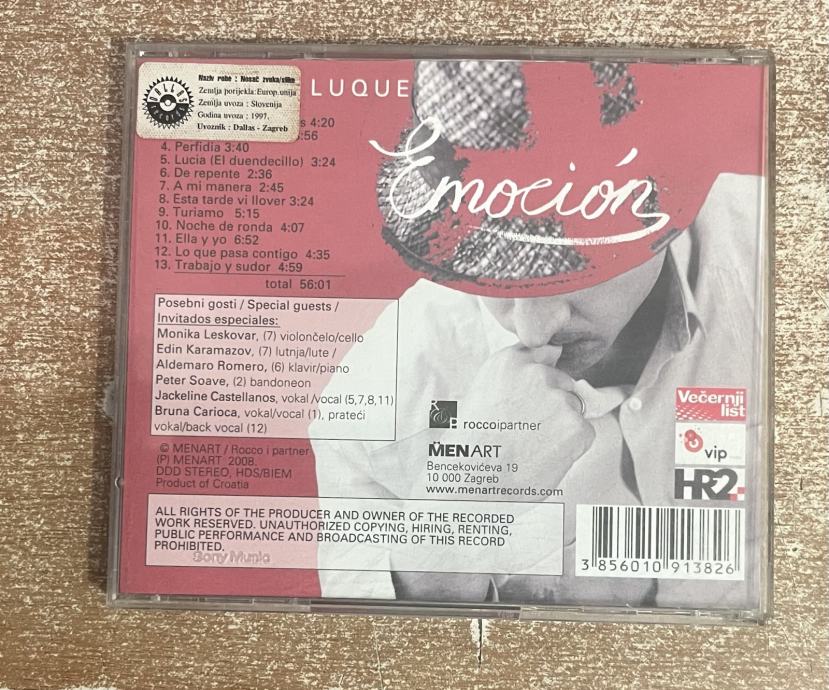 Naziv robe : Nosač zvuka/slike
Zemlja porijekla: Europ.unija
Zemlja uvoza : Slovenija
Godina uvoza : 1997.
Uvoznik : Dallas - Zagreb
DALLAS
LUQUE
Emoción
s 4:20
:56
4. Perfidia 3:40
5. Lucía (El duendecillo) 3:24
6. De repente 2:36
7. A mi manera 2:45
8. Esta tarde vi llover 3:24
9. Turiamo 5:15
10. Noche de ronda 4:07
11. Ella y yo 6:52
12. Lo que pasa contigo 4:35
13. Trabajo y sudor 4:59
total 56:01
Posebni gosti / Special guests /
Invitados especiales:
Monika Leskovar, (7) violončelo/cello
Edin Karamazov, (7) lutnja/lute /
Aldemaro Romero, (6) klavir/piano
Peter Soave, (2) bandoneon
Jackeline Castellanos, vokal /vocal (5,7,8,11)
Bruna Carioca, vokal/vocal (1), prateći
vokal/back vocal (12)
© MENART / Rocco i partner
(P) MENART 2008.
DDD STEREO, HDS/BIEM
Product of Croatia
roccoipartner
MENART
Bencekovićeva 19
10 000 Zagreb
www.menartrecords.com
Večernji
list
vip
HR2
ALL RIGHTS OF THE PRODUCER AND OWNER OF THE RECORDED
WORK RESERVED. UNAUTHORIZED COPYING, HIRING, RENTING,
PUBLIC PERFORMANCE AND BROADCASTING OF THIS RECORD
PROHIBITED.
3 856010 913826